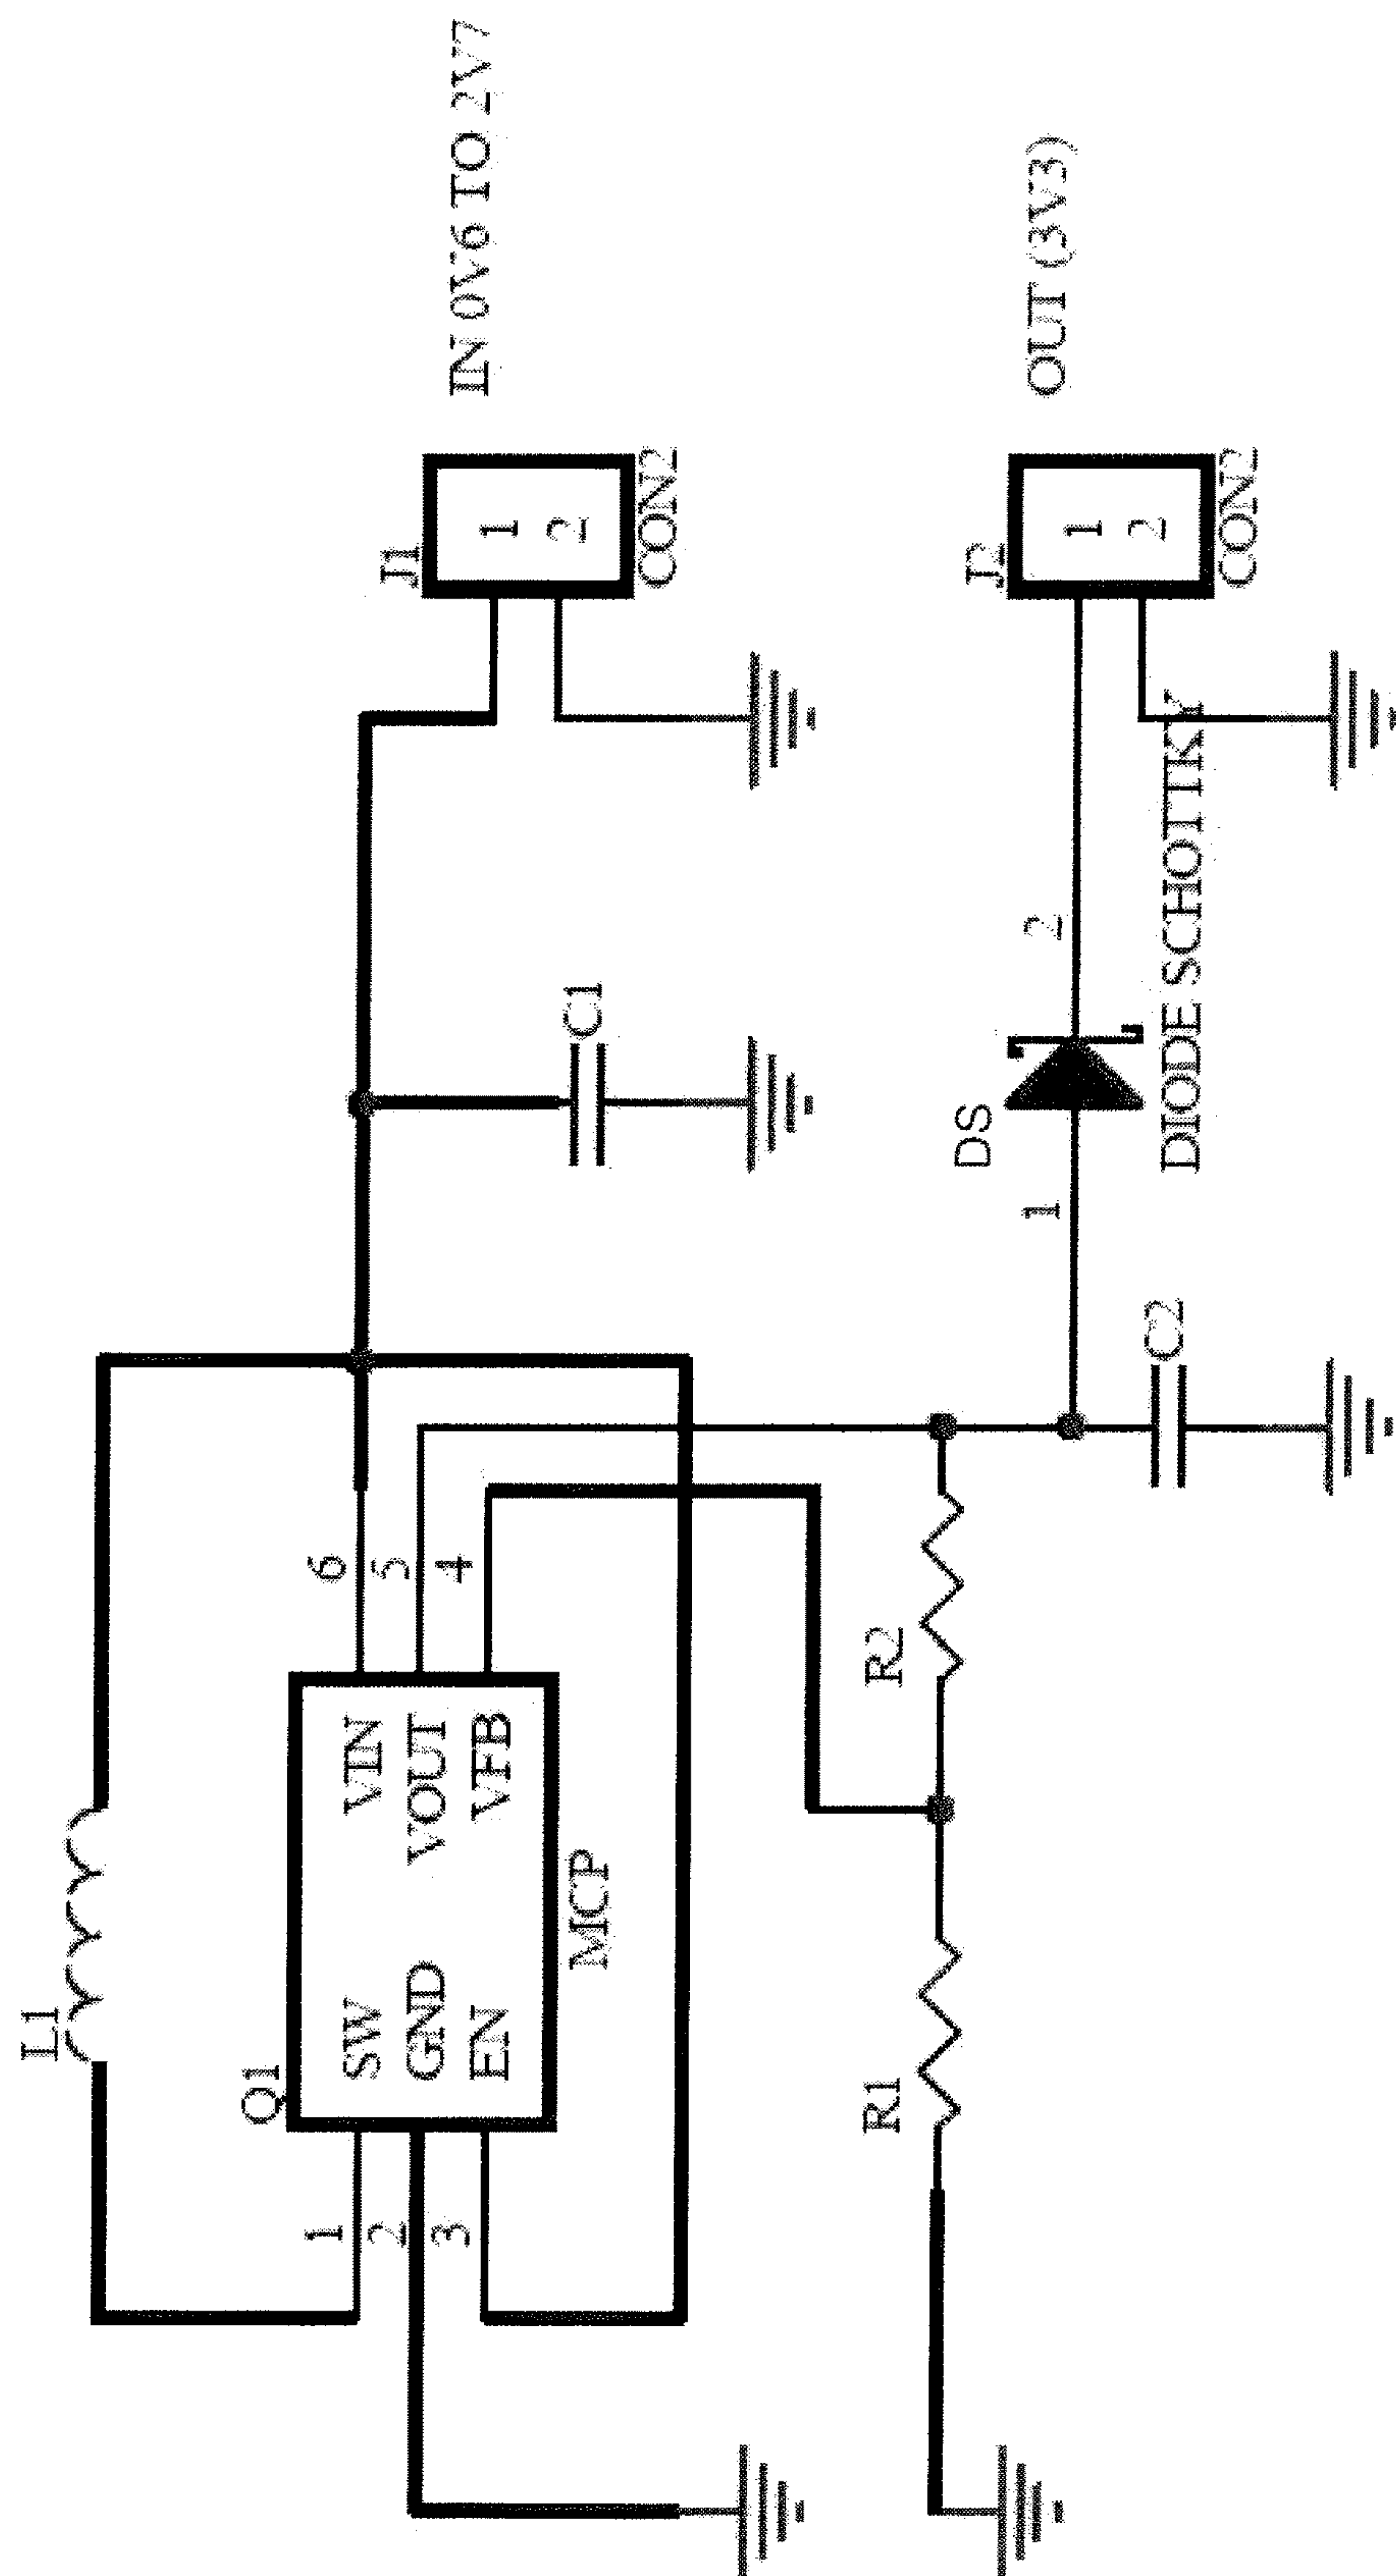 L1
Q1
SW
VIN
GND
VOUT
EN
VFB
MCP
1
2
3
6
5
4
C1
J1
1
2
CON2
IN 0V6 TO 2V7
R1
R2
C2
1
DS
2
DIODE SCHOTTKY
J2
1
2
CON2
OUT (3V3)